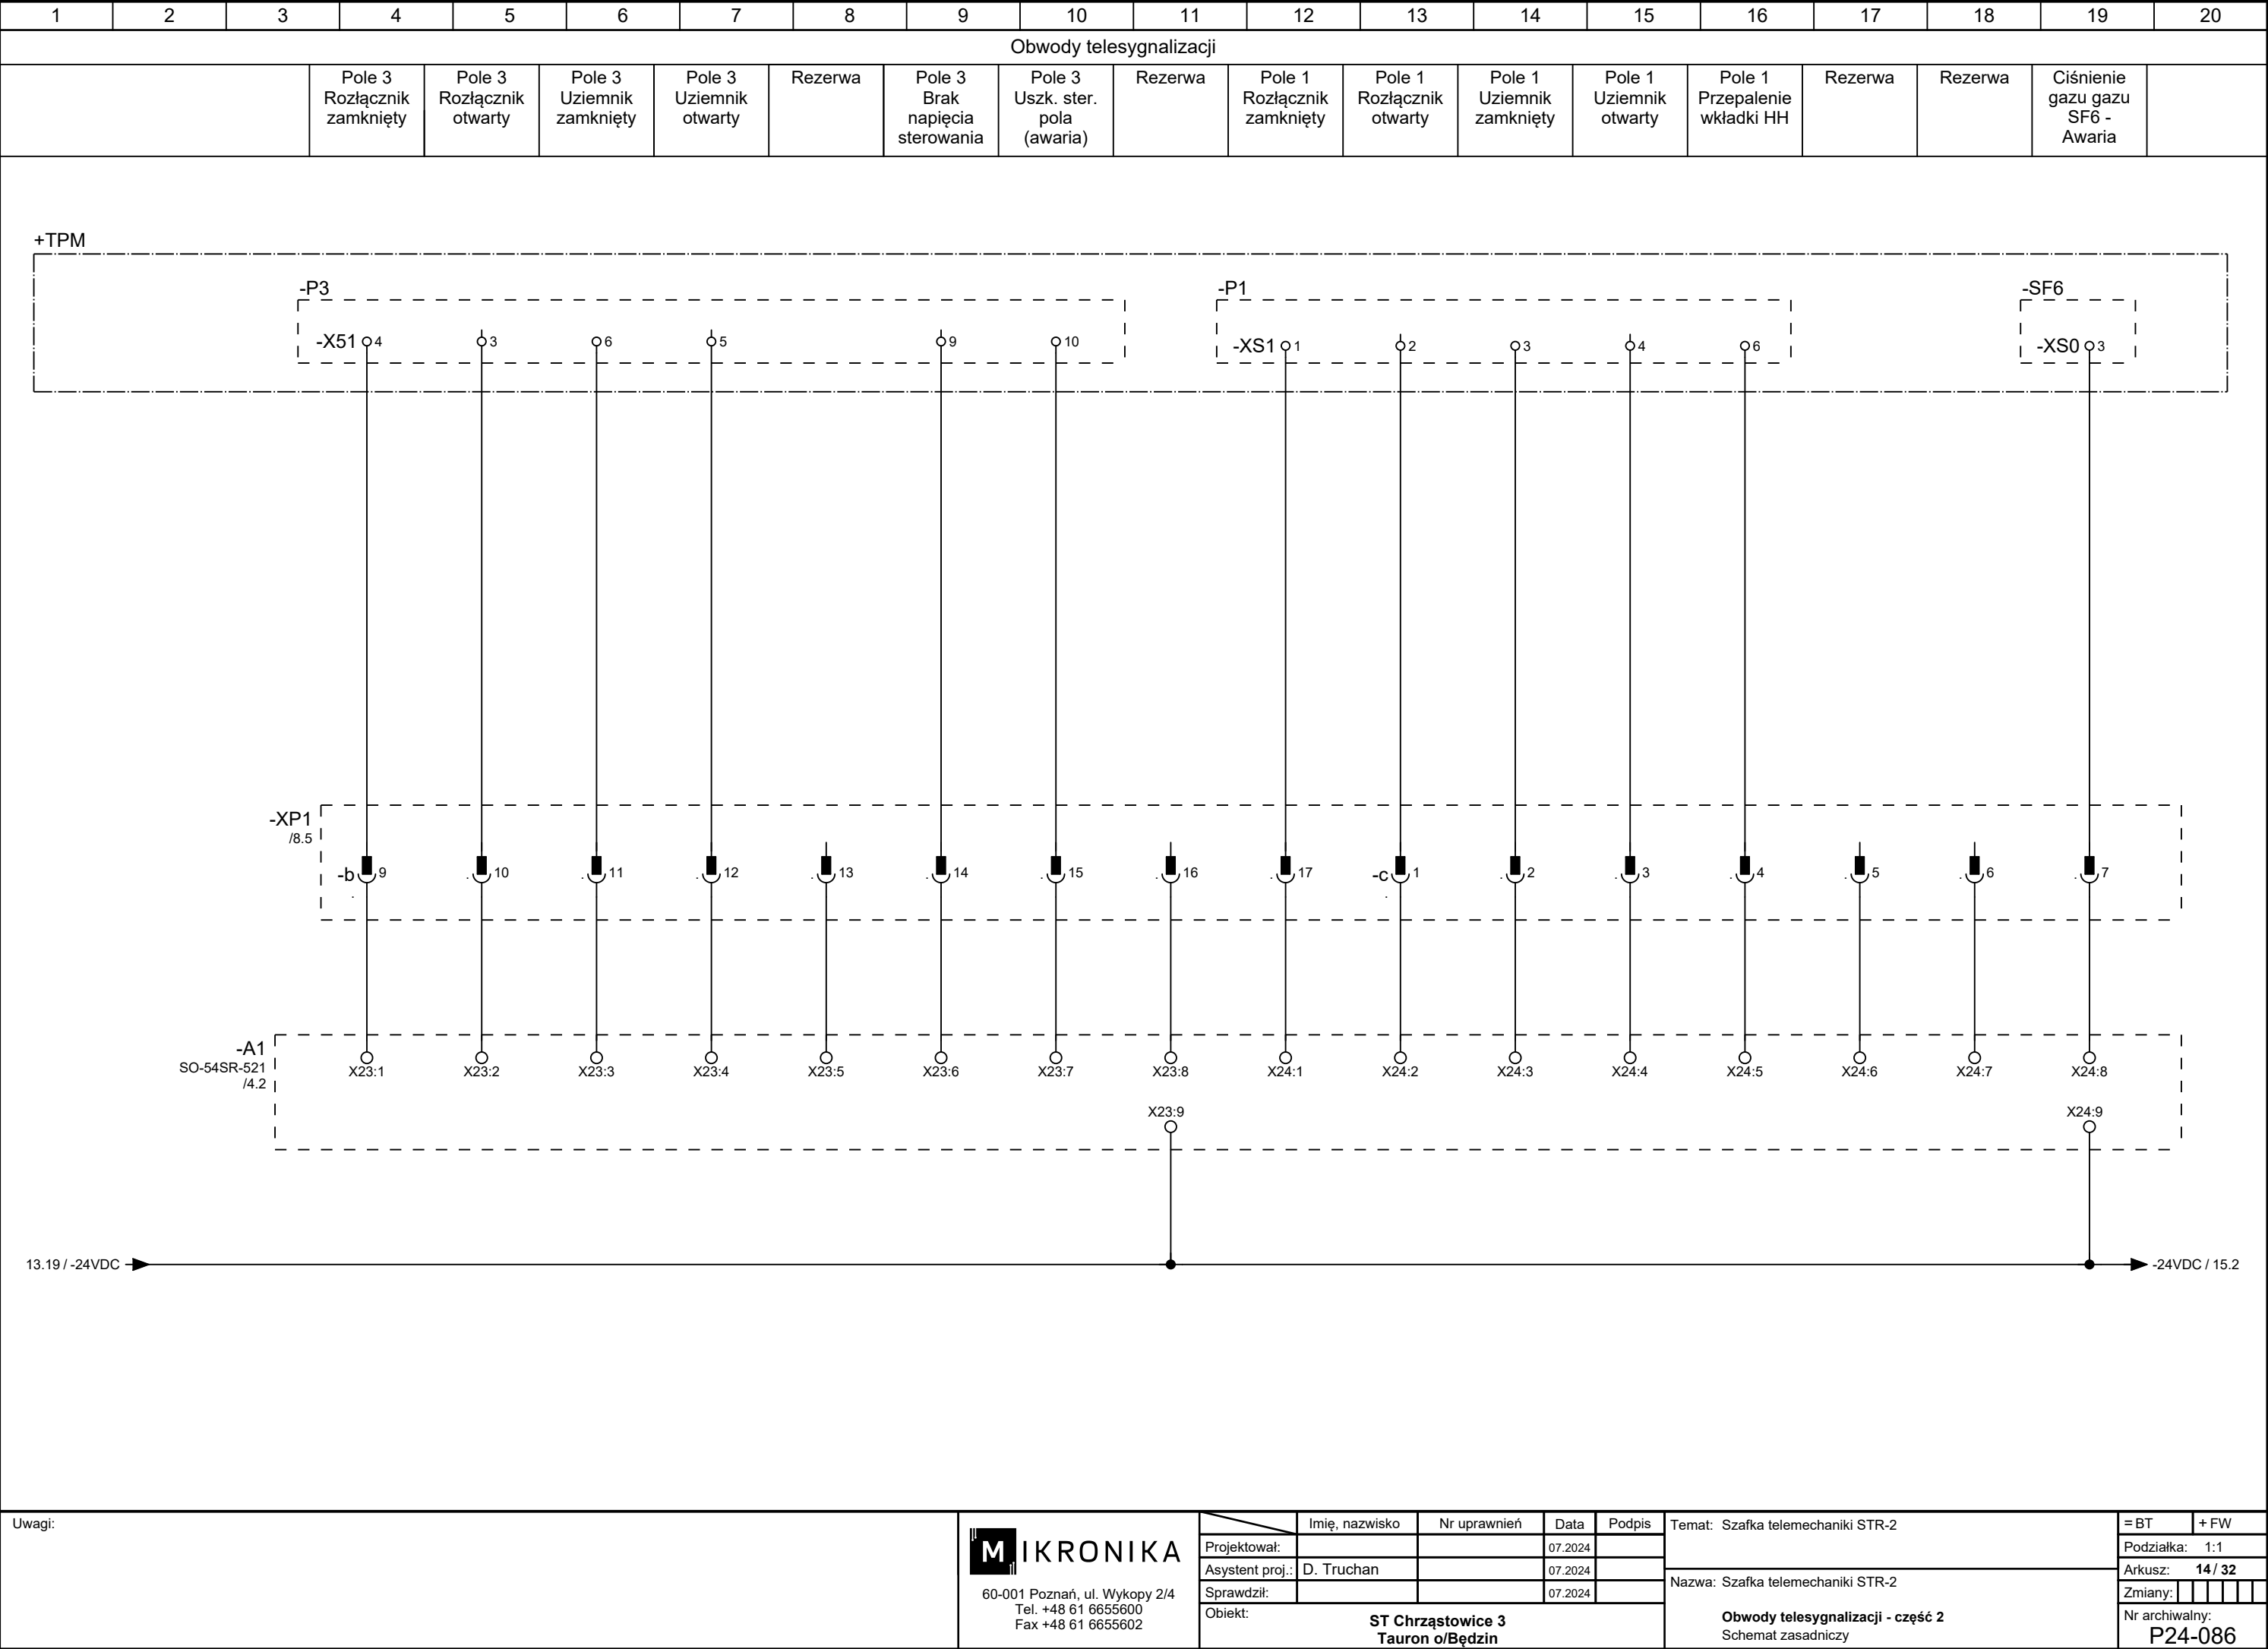 1 2 3 4 5 6 7 8 9 10 11 12 13 14 15 16 17 18 19 20
Obwody telesygnalizacji
Pole 3
Rozłącznik
zamknięty
Pole 3
Rozłącznik
otwarty
Pole 3
Uziemnik
zamknięty
Pole 3
Uziemnik
otwarty
Rezerwa
Pole 3
Brak
napięcia
sterowania
Pole 3
Uszk. ster.
pola
(awaria)
Rezerwa
Pole 1
Rozłącznik
zamknięty
Pole 1
Rozłącznik
otwarty
Pole 1
Uziemnik
zamknięty
Pole 1
Uziemnik
otwarty
Pole 1
Przepalenie
wkładki HH
Rezerwa
Rezerwa
Ciśnienie
gazu gazu
SF6 -
Awaria
+TPM
-P3 -P1 -SF6
-X51 4 3 6 5 9 10 -XS1 1 2 3 4 6 -XS0 3
-XP1
/8.5
-b 9 10 11 12 13 14 15 16 17 -c 1 2 3 4 5 6 7
-A1
SO-54SR-521
/4.2
X23:1 X23:2 X23:3 X23:4 X23:5 X23:6 X23:7 X23:8 X24:1 X24:2 X24:3 X24:4 X24:5 X24:6 X24:7 X24:8
X23:9 X24:9
13.19 / -24VDC -24VDC / 15.2
Uwagi:
MIKRONIKA
60-001 Poznań, ul. Wykopy 2/4
Tel. +48 61 6655600
Fax +48 61 6655602
Imię, nazwisko Nr uprawnień Data Podpis
Projektował: 07.2024
Asystent proj.: D. Truchan 07.2024
Sprawdził: 07.2024
Obiekt: ST Chrząstowice 3
Tauron o/Będzin
Temat: Szafka telemechaniki STR-2
Nazwa: Szafka telemechaniki STR-2
Obwody telesygnalizacji - część 2
Schemat zasadniczy
= BT + FW
Podziałka: 1:1
Arkusz: 14 / 32
Zmiany:
Nr archiwalny:
P24-086